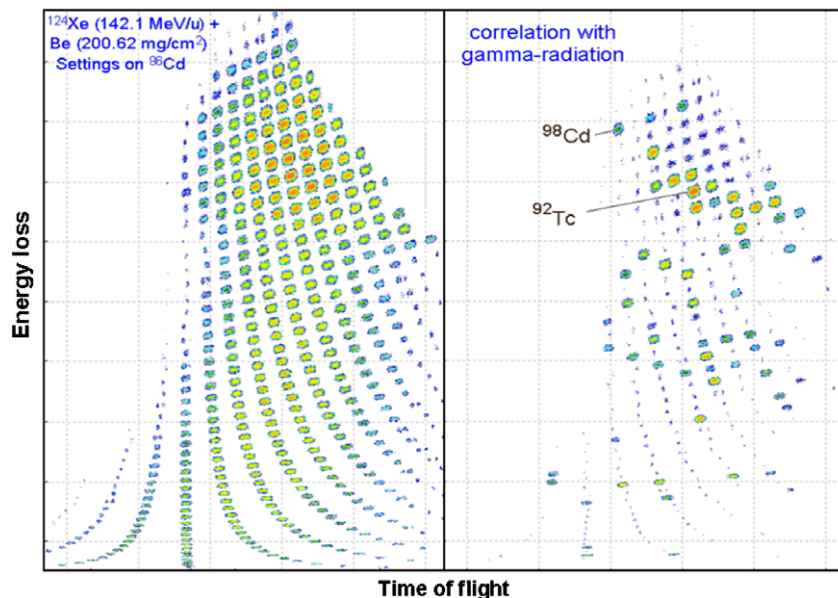 ¹²⁴Xe (142.1 MeV/u) +
Be (200.62 mg/cm²)
Settings on ⁹⁶Cd
correlation with
gamma-radiation
⁹⁸Cd
⁹²Tc
Energy loss
Time of flight